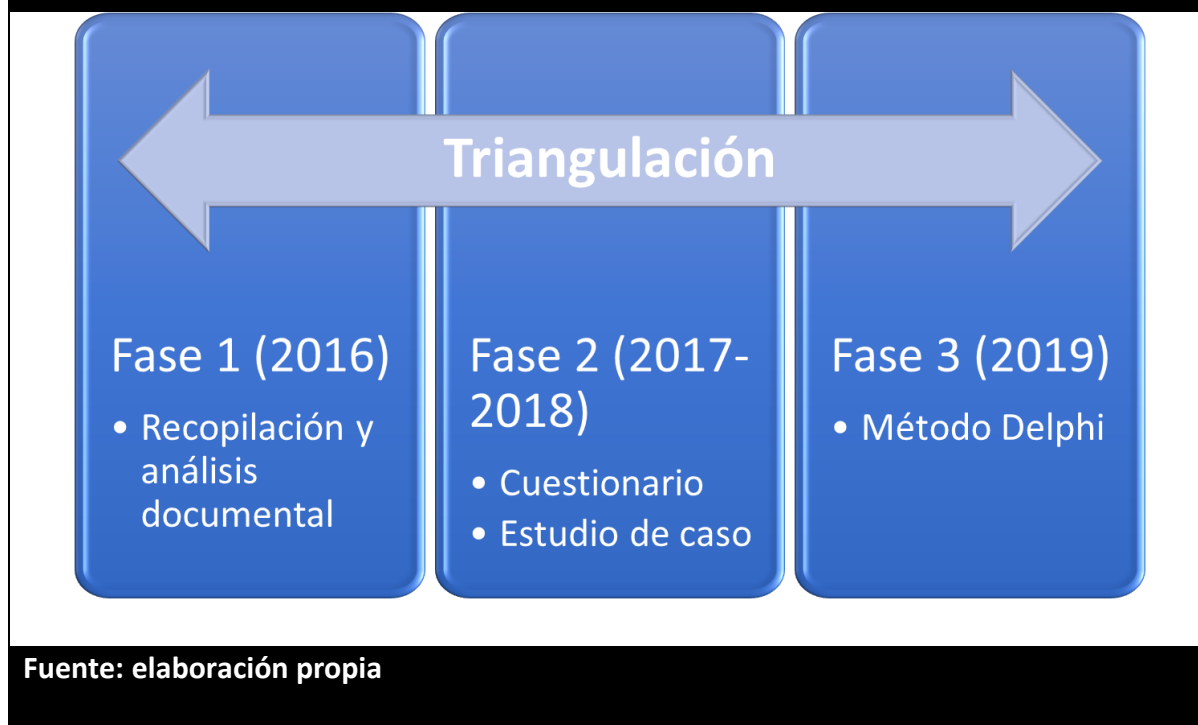 Triangulación
Fase 1 (2016)
• Recopilación y
análisis
documental
Fase 2 (2017-
2018)
• Cuestionario
• Estudio de caso
Fase 3 (2019)
• Método Delphi
Fuente: elaboración propia